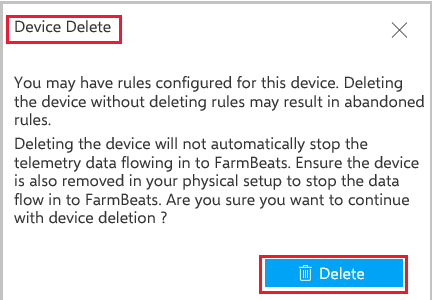 Device Delete
You may have rules configured for this device. Deleting
the device without deleting rules may result in abandoned
rules.
Deleting the device will not automatically stop the
telemetry data flowing in to FarmBeats. Ensure the device
is also removed in your physical setup to stop the data
flow in to FarmBeats. Are you sure you want to continue
with device deletion ?
Delete